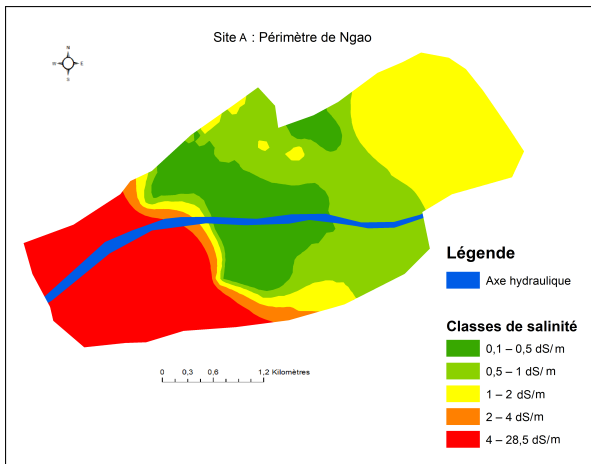 Site A : Périmètre de Ngao
N
W E
S
Légende
Axe hydraulique
Classes de salinité
0,1 – 0,5 dS/m
0,5 – 1 dS/m
1 – 2 dS/m
2 – 4 dS/m
4 – 28,5 dS/m
0 0,3 0,6 1,2 Kilomètres